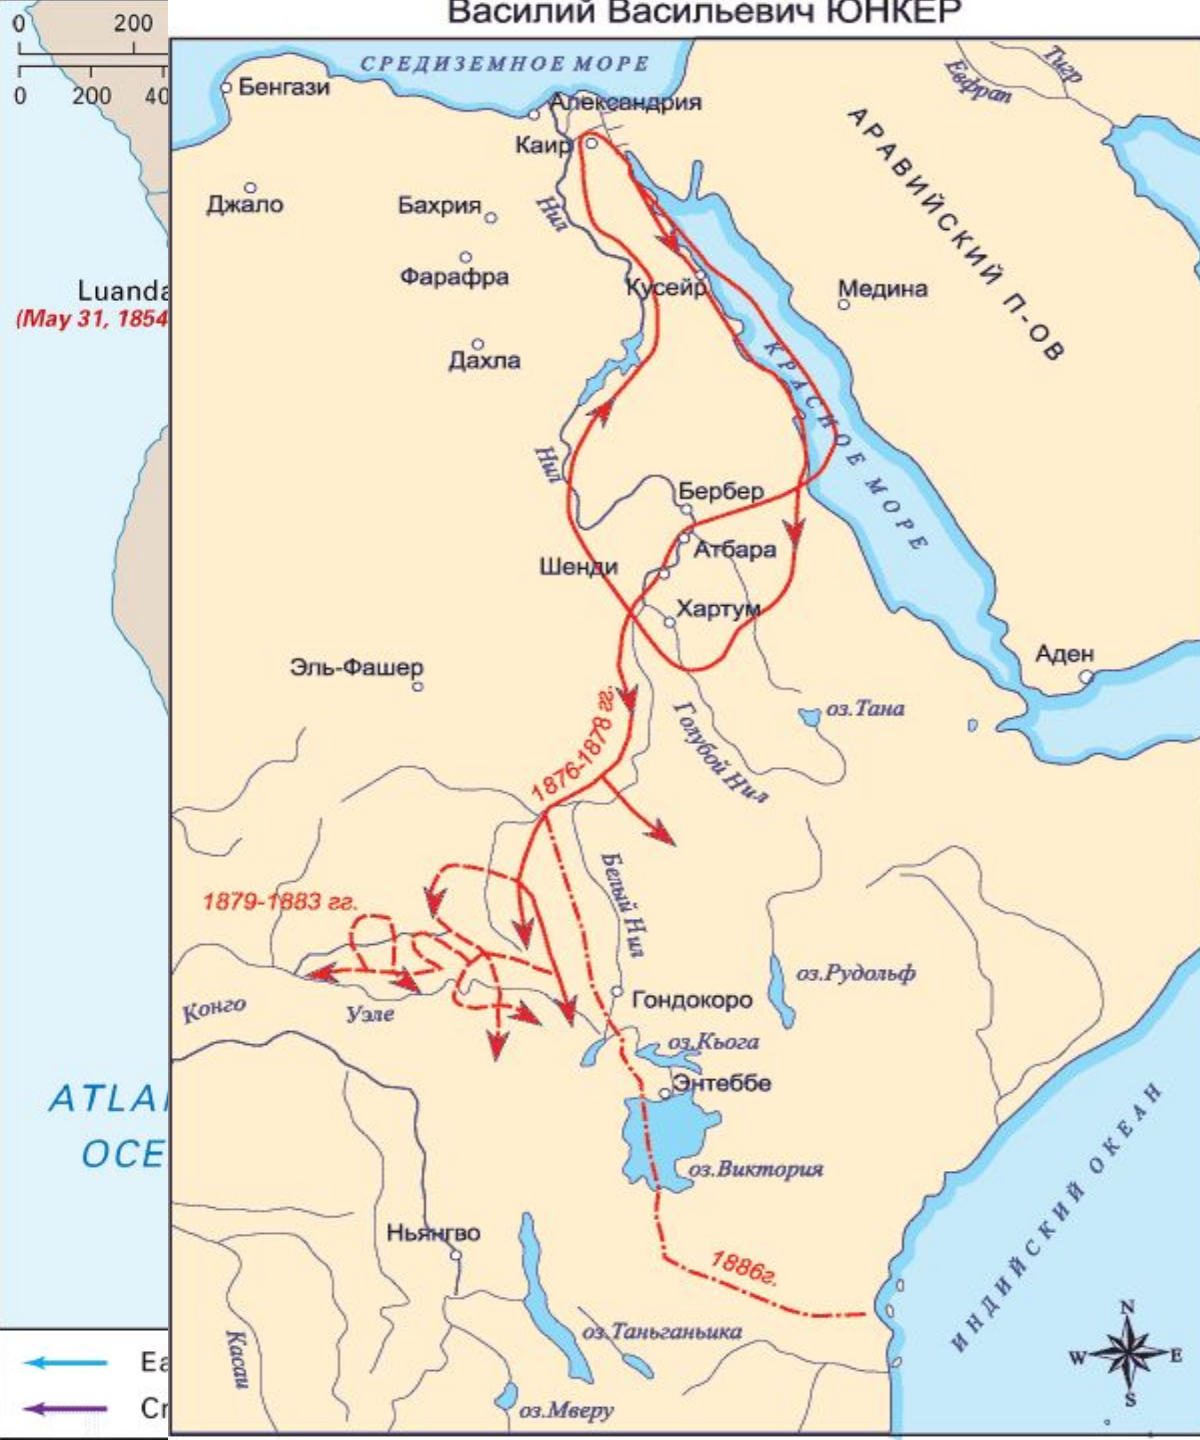 Василий Васильевич ЮНКЕР
0 200
0 200 40
СРЕДИЗЕМНОЕ МОРЕ
Тигр
Евфрат
Бенгази
Александрия
Каир
АРАВИЙСКИЙ П-ОВ
Джало
Бахрия
Нил
Фарафра
Кусейр
Медина
Luanda
(May 31, 1854
Дахла
КРАСНОЕ МОРЕ
Нил
Бербер
Атбара
Шенди
Хартум
Эль-Фашер
Аден
оз.Тана
Голубой Нил
1876-1878 гг.
Белый Нил
1879-1883 гг.
оз.Рудольф
Конго
Уэле
Гондокоро
оз.Кьога
Энтеббе
ATLA
OCE
оз.Виктория
ИНДИЙСКИЙ ОКЕАН
Ньянгво
1886г.
N
W E
S
оз.Таньганьика
Касаи
оз.Мверу
Ea
Cr